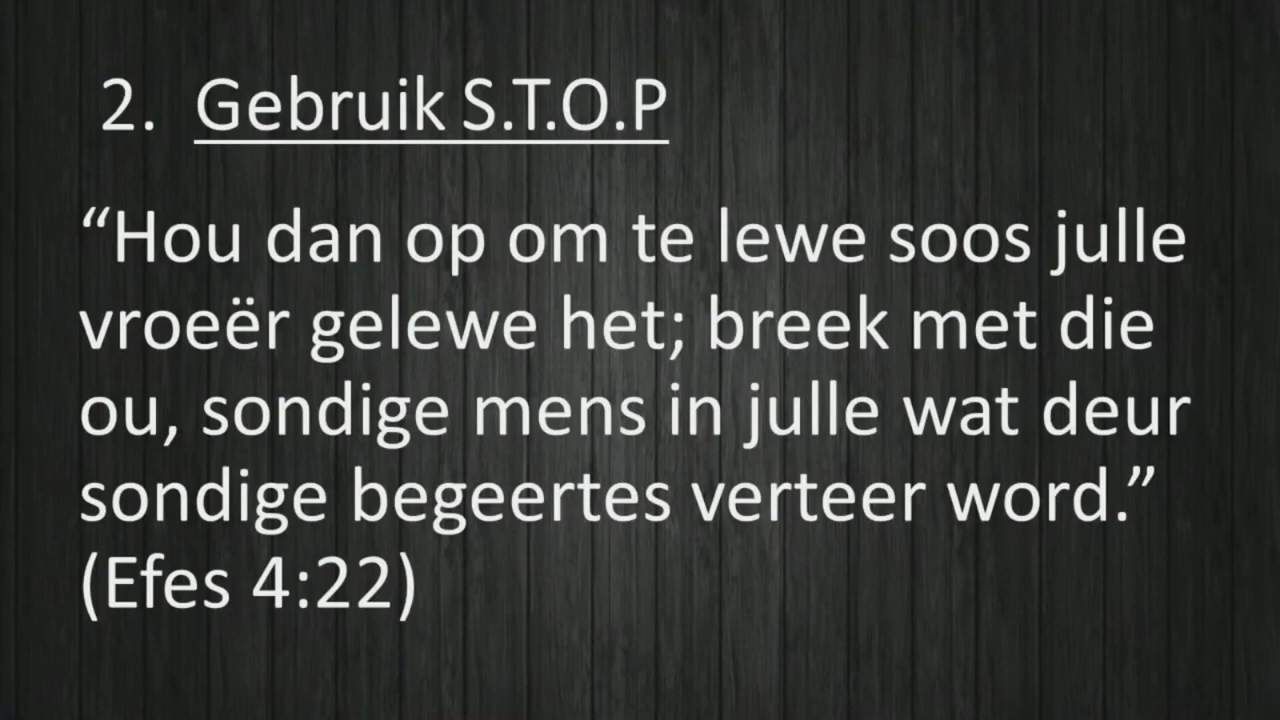 2. Gebruik S.T.O.P
“Hou dan op om te lewe soos julle
vroeër gelewe het; breek met die
ou, sondige mens in julle wat deur
sondige begeertes verteer word.”
(Efes 4:22)